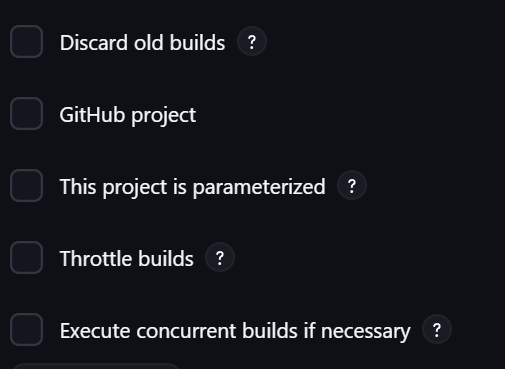 Discard old builds ?
GitHub project
This project is parameterized ?
Throttle builds ?
Execute concurrent builds if necessary ?